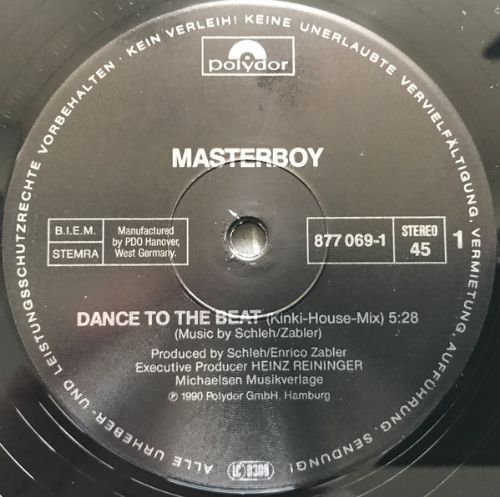 ALLE URHEBER- UND LEISTUNGSSCHUTZRECHTE VORBEHALTEN · KEIN VERLEIH! KEINE UNERLAUBTE VERVIELFÄLTIGUNG, VERMIETUNG, AUFFÜHRUNG, SENDUNG!
polydor
MASTERBOY
B.I.E.M.
STEMRA
Manufactured
by PDO Hanover,
West Germany.
877 069-1
STEREO
45
1
DANCE TO THE BEAT (Kinki-House-Mix) 5:28
(Music by Schleh/Zabler)
Produced by Schleh/Enrico Zabler
Executive Producer HEINZ REININGER
Michaelsen Musikverlage
℗ 1990 Polydor GmbH, Hamburg